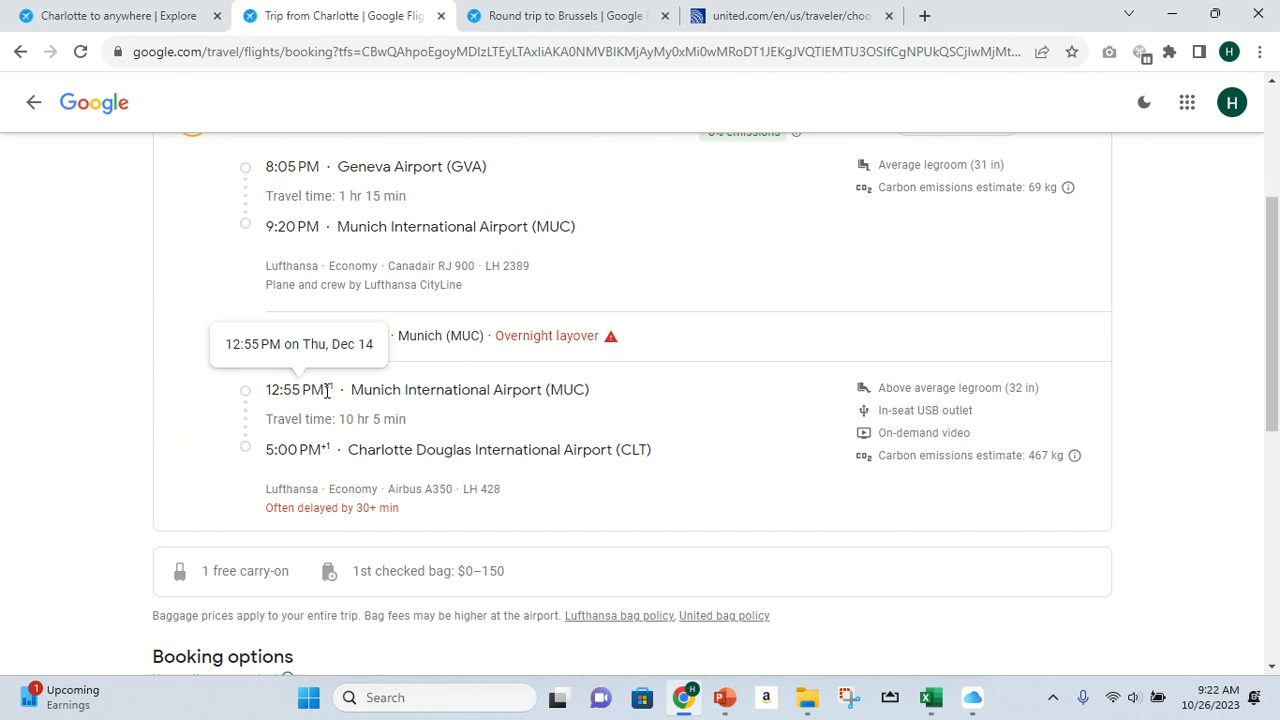 Charlotte to anywhere | Explore
Trip from Charlotte | Google Flig
Round trip to Brussels | Google F
united.com/en/us/traveler/choo
google.com/travel/flights/booking?tfs=CBwQAhpoEgoyMDIzLTEyLTAxIiAKA0NMVBIKMjAyMy0xMi0wMRoDT1JEKgJVQTIEMTU3OSIfCgNPUkQSCjIwMjMt...
H
Google
H
8:05 PM · Geneva Airport (GVA)
Average legroom (31 in)
Travel time: 1 hr 15 min
Carbon emissions estimate: 69 kg
9:20 PM · Munich International Airport (MUC)
Lufthansa · Economy · Canadair RJ 900 · LH 2389
Plane and crew by Lufthansa CityLine
· Munich (MUC) · Overnight layover
12:55 PM on Thu, Dec 14
12:55 PM+1 · Munich International Airport (MUC)
Above average legroom (32 in)
In-seat USB outlet
Travel time: 10 hr 5 min
On-demand video
5:00 PM+1 · Charlotte Douglas International Airport (CLT)
Carbon emissions estimate: 467 kg
Lufthansa · Economy · Airbus A350 · LH 428
Often delayed by 30+ min
1 free carry-on
1st checked bag: $0–150
Baggage prices apply to your entire trip. Bag fees may be higher at the airport. Lufthansa bag policy, United bag policy
Booking options
1
Upcoming
Earnings
Search
H
9:22 AM
10/26/2023